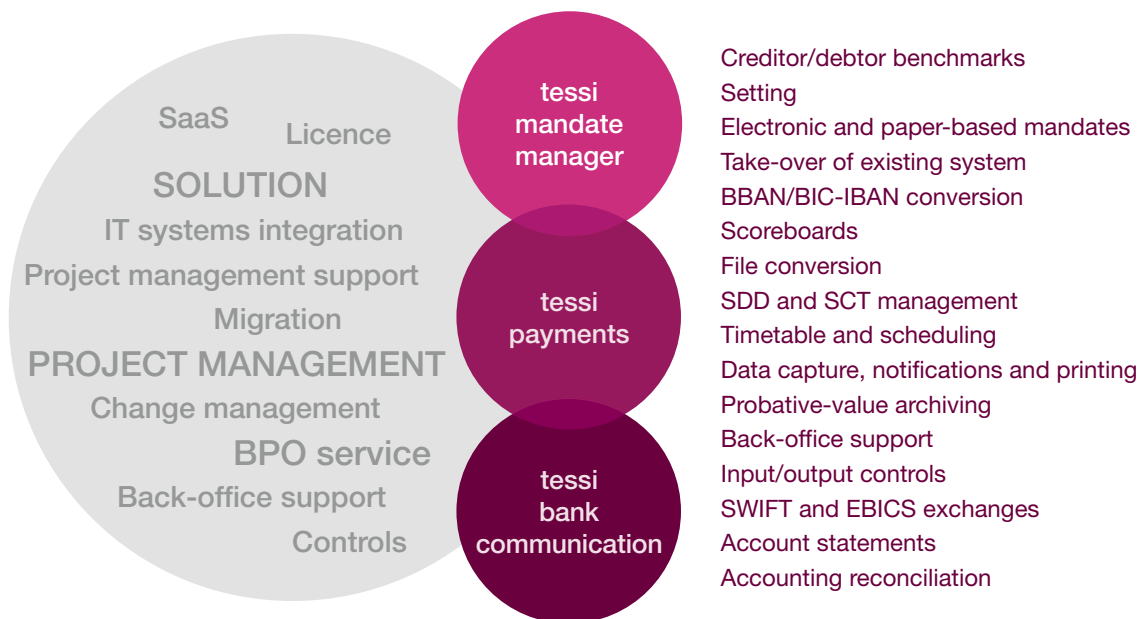 SaaS
Licence
SOLUTION
IT systems integration
Project management support
Migration
PROJECT MANAGEMENT
Change management
BPO service
Back-office support
Controls
tessi
mandate
manager
tessi
payments
tessi
bank
communication
Creditor/debtor benchmarks
Setting
Electronic and paper-based mandates
Take-over of existing system
BBAN/BIC-IBAN conversion
Scoreboards
File conversion
SDD and SCT management
Timetable and scheduling
Data capture, notifications and printing
Probative-value archiving
Back-office support
Input/output controls
SWIFT and EBICS exchanges
Account statements
Accounting reconciliation